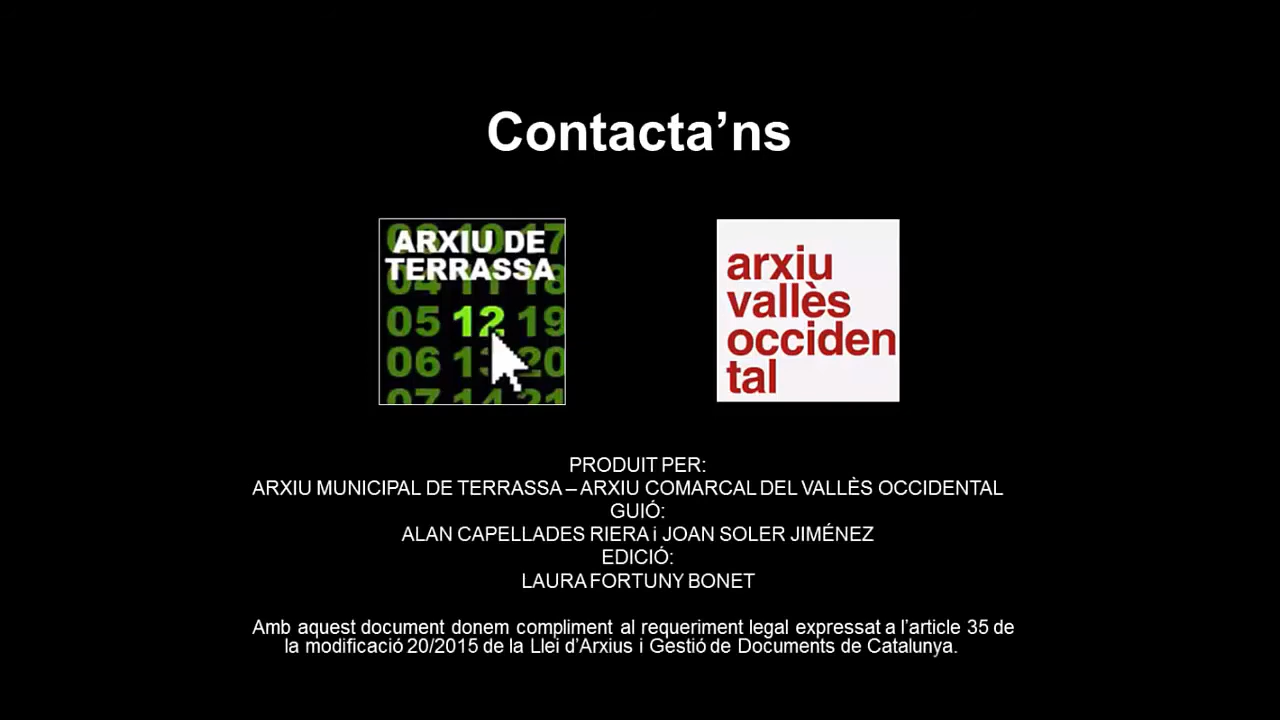 Contacta’ns
ARXIU DE
TERRASSA
05 12 19
06 13 20
07 14 21
arxiu
vallès
occiden
tal
PRODUIT PER:
ARXIU MUNICIPAL DE TERRASSA – ARXIU COMARCAL DEL VALLÈS OCCIDENTAL
GUIÓ:
ALAN CAPELLADES RIERA i JOAN SOLER JIMÉNEZ
EDICIÓ:
LAURA FORTUNY BONET
Amb aquest document donem compliment al requeriment legal expressat a l’article 35 de
la modificació 20/2015 de la Llei d’Arxius i Gestió de Documents de Catalunya.